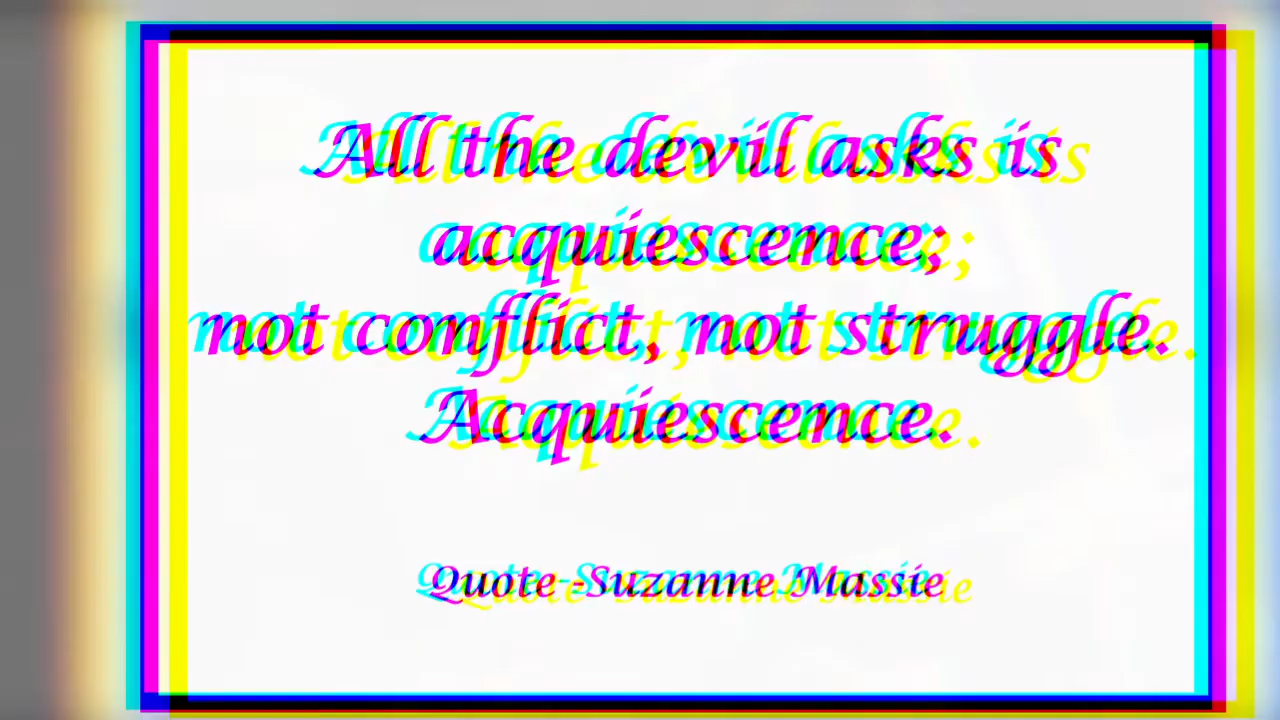 All the devil asks is
acquiescence;
not conflict, not struggle.
Acquiescence.
Quote -Suzanne Massie